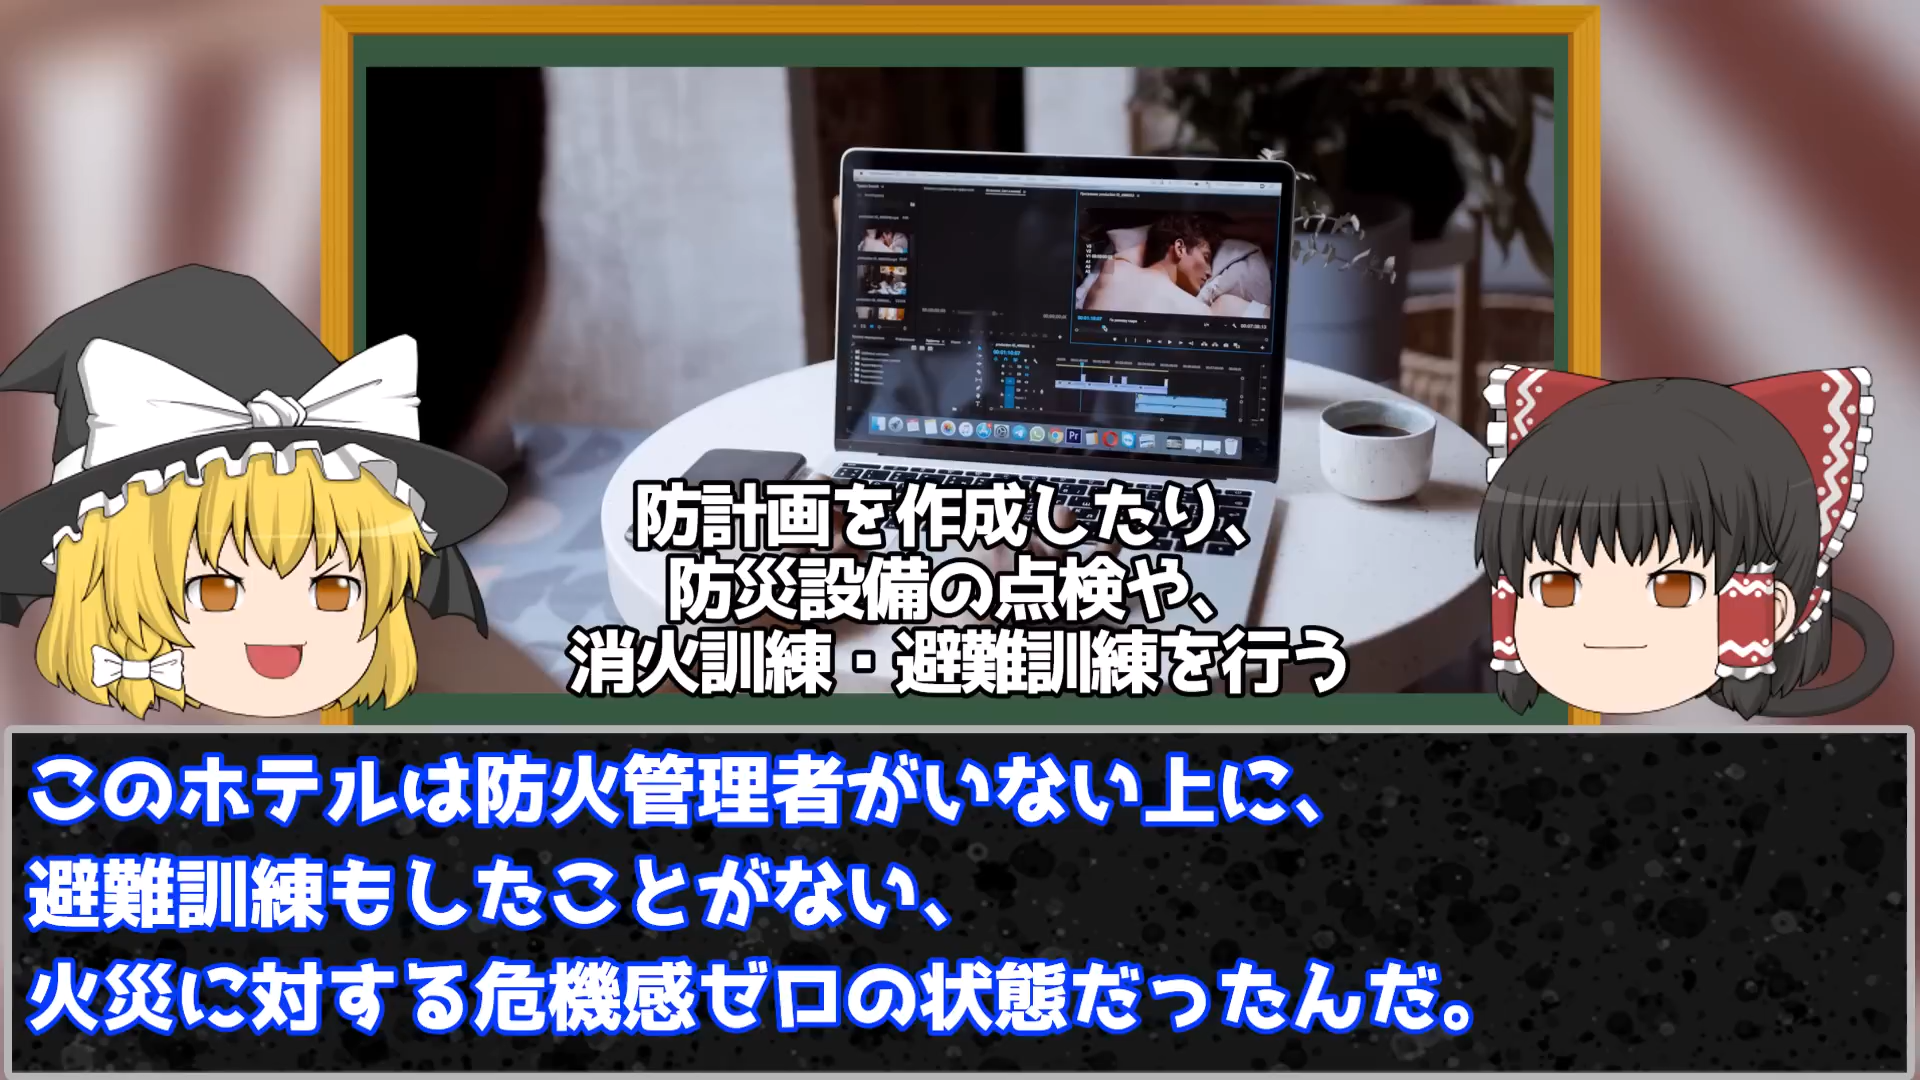 防計画を作成したり、
防災設備の点検や、
消火訓練・避難訓練を行う
このホテルは防火管理者がいない上に、
避難訓練もしたことがない、
火災に対する危機感ゼロの状態だったんだ。